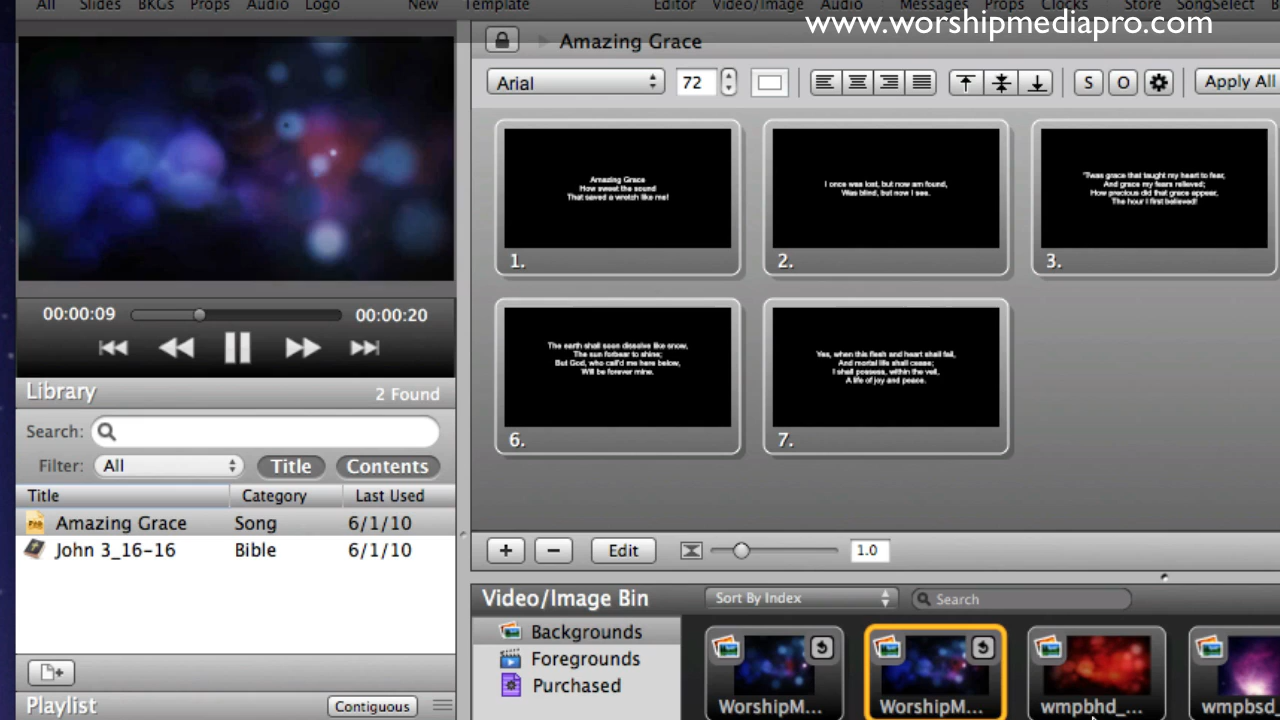 All Slides BKGs Props Audio Logo New Template Editor Video/Image Audio Messages Props Clocks Store SongSelect
www.worshipmediapro.com
Amazing Grace
Arial 72 S O Apply All
Amazing Grace
How sweet the sound
That saved a wretch like me!
1.
I once was lost, but now am found,
Was blind, but now I see.
2.
'Twas grace that taught my heart to fear,
And grace my fears relieved;
How precious did that grace appear,
The hour I first believed!
3.
The earth shall soon dissolve like snow,
The sun forbear to shine;
But God, who call'd me here below,
Will be forever mine.
6.
Yes, when this flesh and heart shall fail,
And mortal life shall cease;
I shall possess, within the veil,
A life of joy and peace.
7.
00:00:09 00:00:20
Library 2 Found
Search:
Filter: All Title Contents
Title Category Last Used
Amazing Grace Song 6/1/10
John 3_16-16 Bible 6/1/10
+ − Edit 1.0
Video/Image Bin Sort By Index Search
Backgrounds
Foregrounds
Purchased
WorshipM... WorshipM... wmpbhd_... wmpbsd_
Playlist Contiguous